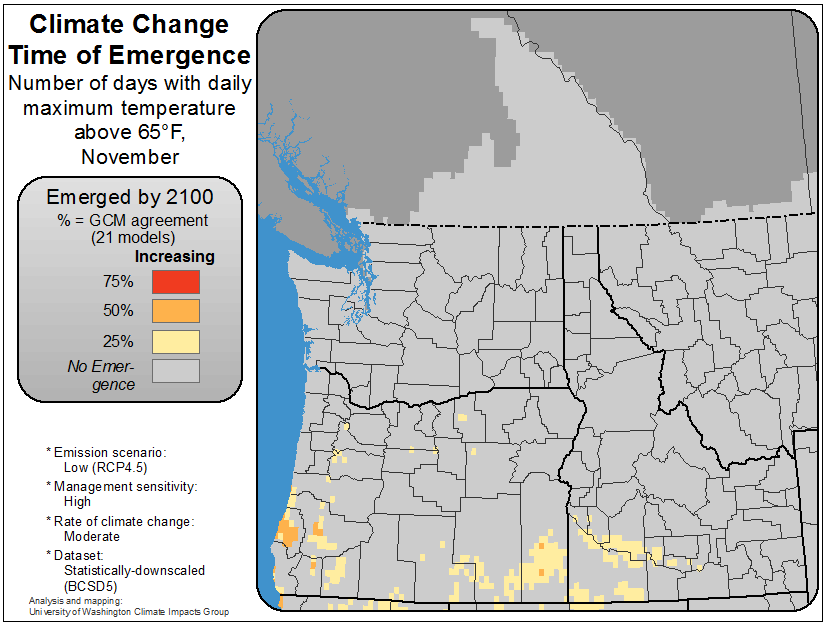 Climate Change
Time of Emergence
Number of days with daily
maximum temperature
above 65°F,
November
Emerged by 2100
% = GCM agreement
(21 models)
Increasing
75%
50%
25%
No Emer-
gence
* Emission scenario:
Low (RCP4.5)
* Management sensitivity:
High
* Rate of climate change:
Moderate
* Dataset:
Statistically-downscaled
(BCSD5)
Analysis and mapping:
University of Washington Climate Impacts Group